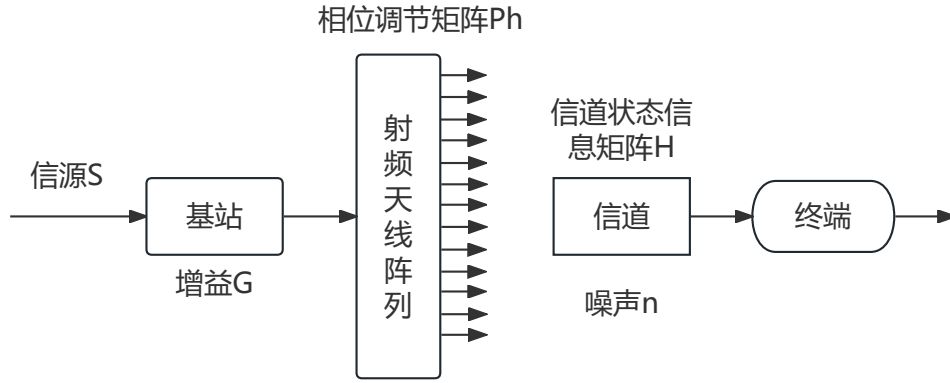 相位调节矩阵Ph
信源S
基站
增益G
射
频
天
线
阵
列
信道状态信
息矩阵H
信道
噪声n
终端